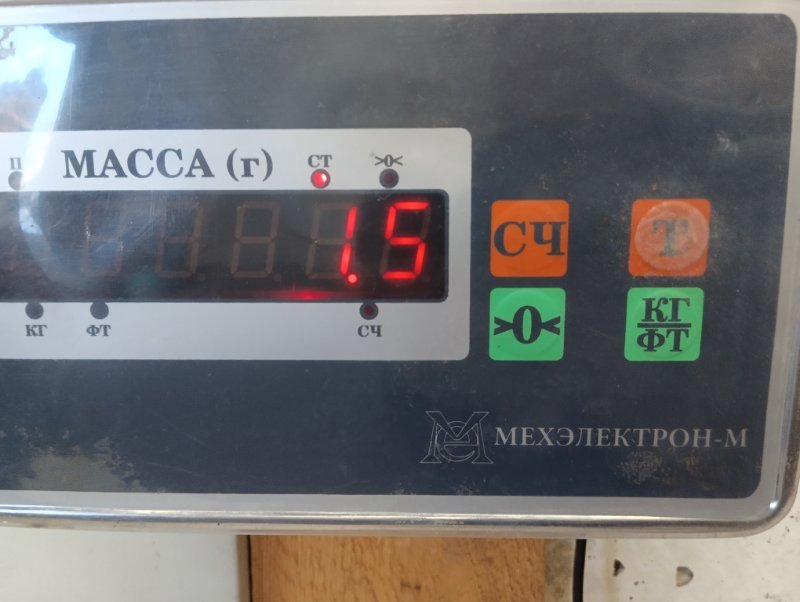 П МАССА (г) СТ >0<
1.5
КГ ФТ СЧ
СЧ Т
>0< КГ
ФТ
МЕХЭЛЕКТРОН-М